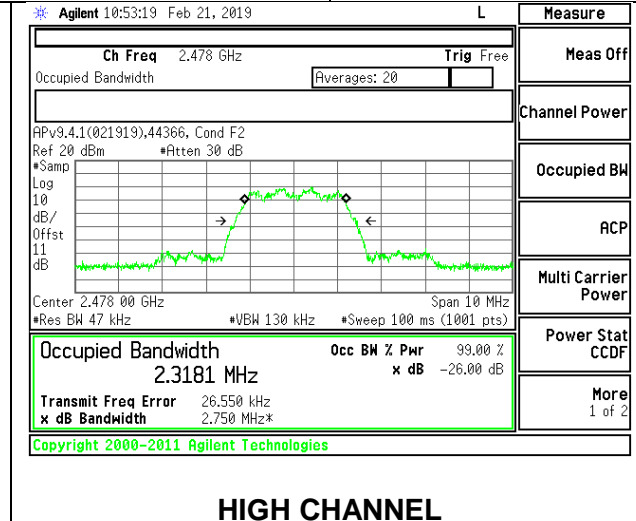 Agilent 10:53:19 Feb 21, 2019 L
Measure
Ch Freq 2.478 GHz Trig Free
Meas Off
Occupied Bandwidth Averages: 20
Channel Power
APv9.4.1(021919),44366, Cond F2
Ref 20 dBm #Atten 30 dB
#Samp
Log
10
dB/
Offst
11
dB
Occupied BW
ACP
Multi Carrier
Power
Center 2.478 00 GHz Span 10 MHz
#Res BW 47 kHz #VBW 130 kHz #Sweep 100 ms (1001 pts)
Power Stat
CCDF
Occupied Bandwidth Occ BW % Pwr 99.00 %
2.3181 MHz x dB -26.00 dB
Transmit Freq Error 26.550 kHz
x dB Bandwidth 2.750 MHz*
More
1 of 2
Copyright 2000-2011 Agilent Technologies
HIGH CHANNEL